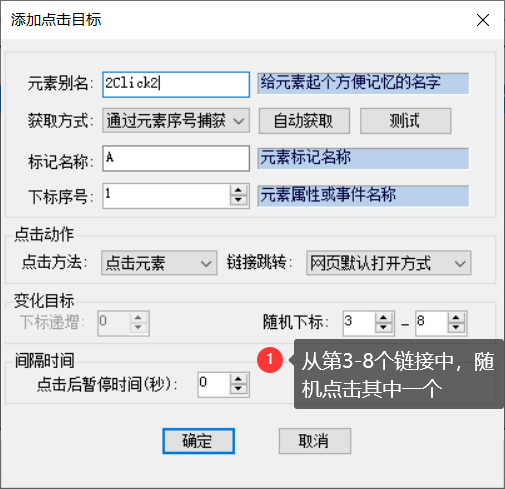 添加点击目标
元素别名: 2Click2 给元素起个方便记忆的名字
获取方式: 通过元素序号捕获 自动获取 测试
标记名称: A 元素标记名称
下标序号: 1 元素属性或事件名称
点击动作
点击方法: 点击元素 链接跳转: 网页默认打开方式
变化目标
下标递增: 0 随机下标: 3 - 8
间隔时间
点击后暂停时间(秒): 0
1 从第3-8个链接中，随
机点击其中一个
确定 取消